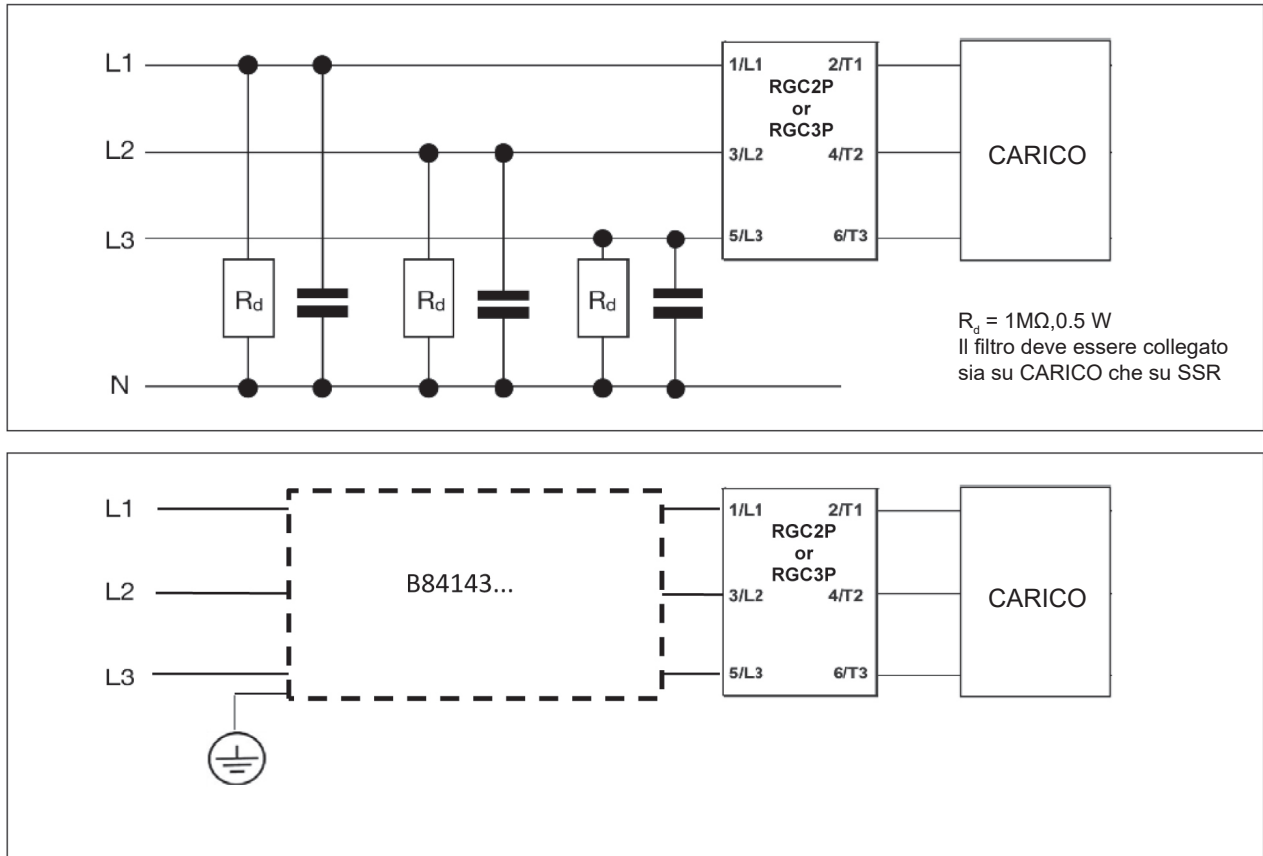 L1
1/L1 2/T1
RGC2P
or
RGC3P
L2
3/L2 4/T2
CARICO
L3
5/L3 6/T3
Rd
Rd
Rd
N
Rd = 1MΩ,0.5 W
Il filtro deve essere collegato
sia su CARICO che su SSR
L1
1/L1 2/T1
RGC2P
or
RGC3P
B84143...
L2
3/L2 4/T2
CARICO
L3
5/L3 6/T3